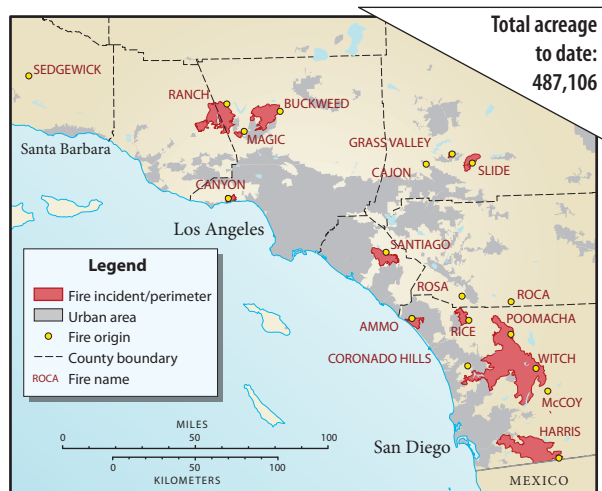 Total acreage
to date:
487,106
SEDGEWICK
RANCH
BUCKWEED
MAGIC
Santa Barbara
GRASS VALLEY
CAJON
SLIDE
CANYON
Los Angeles
SANTIAGO
ROSA
ROCA
AMMO
RICE
POOMACHA
CORONADO HILLS
WITCH
McCOY
HARRIS
San Diego
MEXICO
Legend
Fire incident/perimeter
Urban area
Fire origin
County boundary
ROCA Fire name
MILES
0 50 100
0 50 100
KILOMETERS